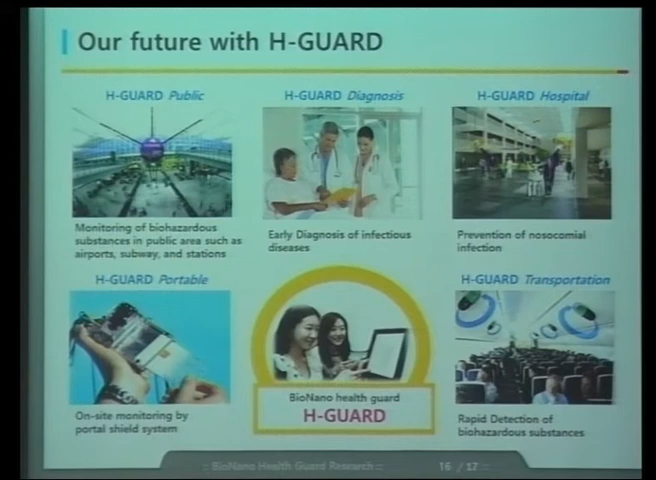 Our future with H-GUARD
H-GUARD Public
H-GUARD Diagnosis
H-GUARD Hospital
Monitoring of biohazardous
substances in public area such as
airports, subway, and stations
Early Diagnosis of infectious
diseases
Prevention of nosocomial
infection
H-GUARD Portable
H-GUARD Transportation
On-site monitoring by
portal shield system
BioNano health guard
H-GUARD
Rapid Detection of
biohazardous substances
:: BioNano Health Guard Research ::
16 / 17